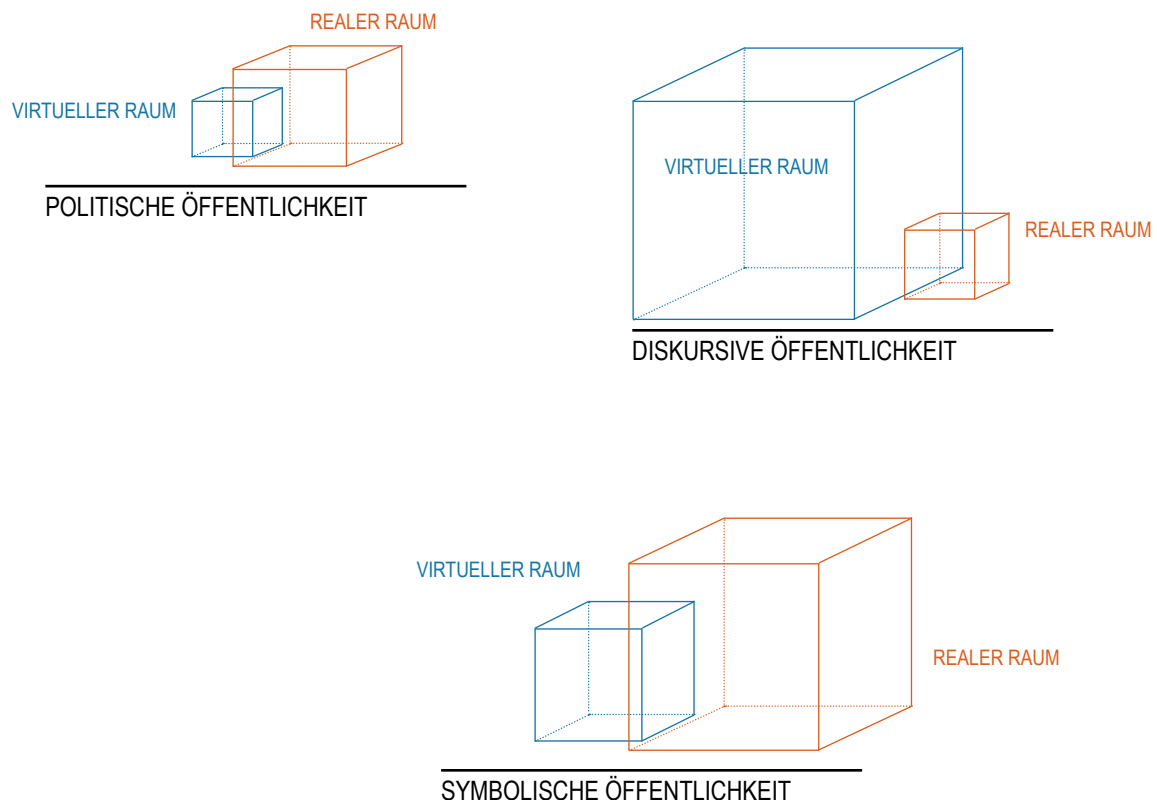 REALER RAUM
VIRTUELLER RAUM
POLITISCHE ÖFFENTLICHKEIT
VIRTUELLER RAUM
REALER RAUM
DISKURSIVE ÖFFENTLICHKEIT
VIRTUELLER RAUM
REALER RAUM
SYMBOLISCHE ÖFFENTLICHKEIT